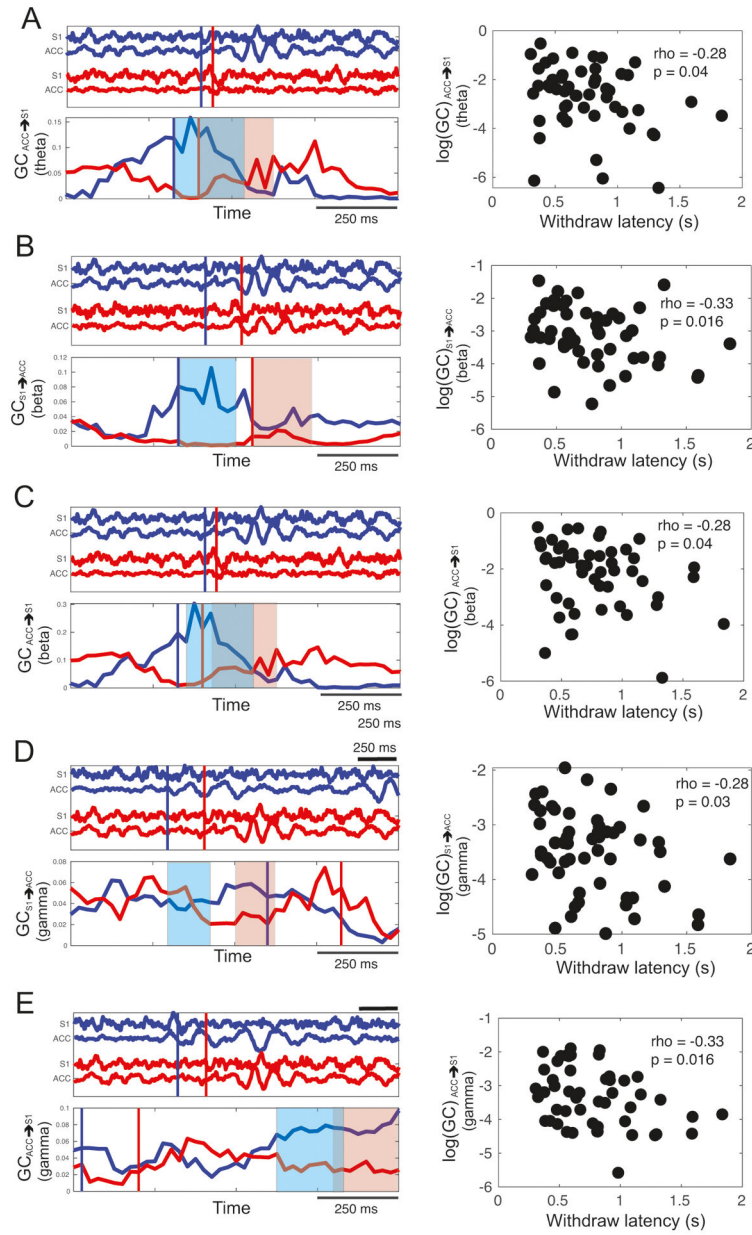 A
S1
ACC
S1
ACC
GC ACC→S1
(theta)
0.15
0.1
0.05
0
Time
250 ms
log(GC) ACC→S1
(theta)
0
-2
-4
-6
rho = -0.28
p = 0.04
0.5
1
1.5
2
Withdraw latency (s)
B
S1
ACC
S1
ACC
GC S1→ACC
(beta)
0.12
0.08
0.04
0
Time
250 ms
log(GC) S1→ACC
(beta)
-1
-2
-3
-4
-5
-6
rho = -0.33
p = 0.016
0
0.5
1
1.5
2
Withdraw latency (s)
C
S1
ACC
S1
ACC
GC ACC→S1
(beta)
0.3
0.2
0.1
0
Time
250 ms
250 ms
log(GC) ACC→S1
(beta)
0
-2
-4
-6
rho = -0.28
p = 0.04
0
0.5
1
1.5
2
Withdraw latency (s)
D
250 ms
S1
ACC
S1
ACC
GC S1→ACC
(gamma)
0.08
0.06
0.04
0.02
0
Time
250 ms
log(GC) S1→ACC
(gamma)
-2
-3
-4
-5
rho = -0.28
p = 0.03
0
0.5
1
1.5
2
Withdraw latency (s)
E
S1
ACC
S1
ACC
GC ACC→S1
(gamma)
0.1
0.08
0.06
0.04
0.02
0
Time
250 ms
log(GC) ACC→S1
(gamma)
-1
-2
-3
-4
-5
-6
rho = -0.33
p = 0.016
0
0.5
1
1.5
2
Withdraw latency (s)